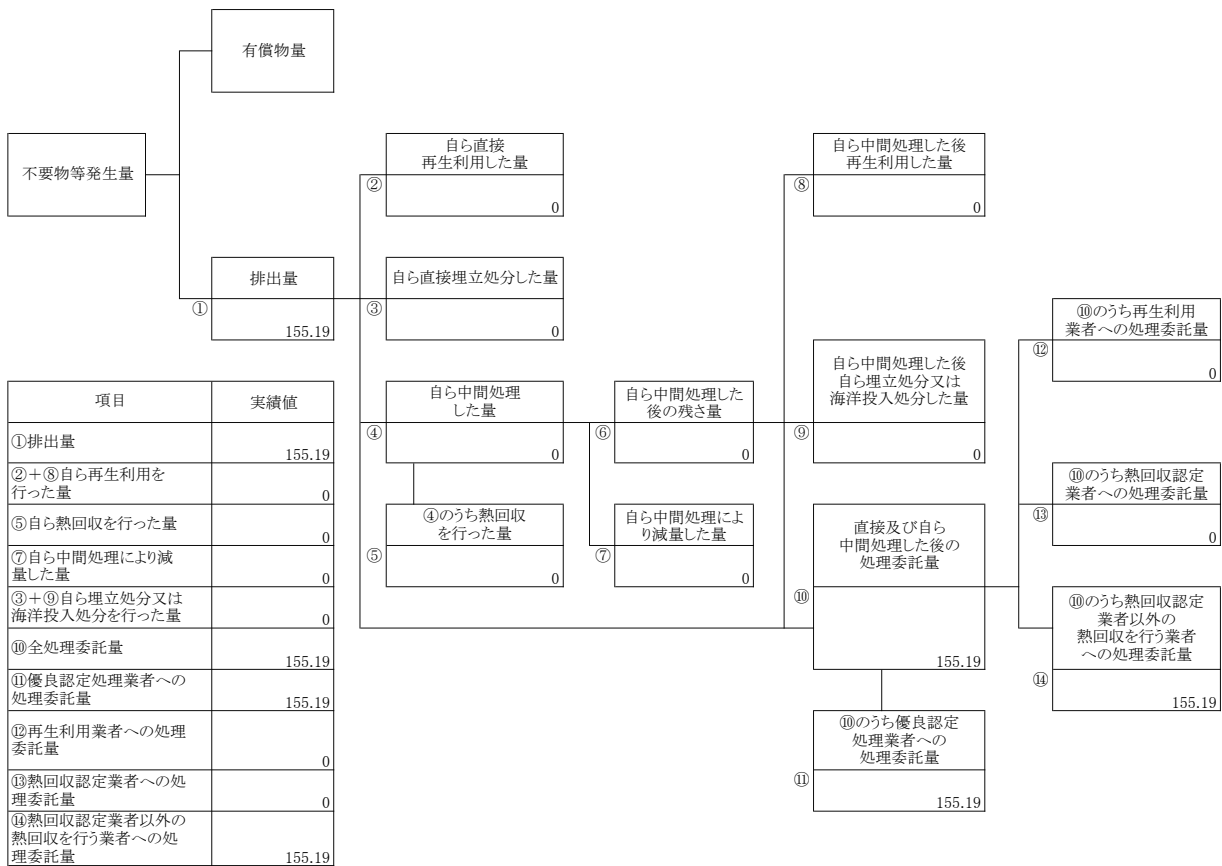 有償物量
不要物等発生量
自ら直接
再生利用した量
②
0
自ら中間処理した後
再生利用した量
⑧
0
排出量
①
155.19
自ら直接埋立処分した量
③
0
⑩のうち再生利用
業者への処理委託量
⑫
0
自ら中間処理
した量
④
0
自ら中間処理した
後の残さ量
⑥
0
自ら中間処理した後
自ら埋立処分又は
海洋投入処分した量
⑨
0
⑩のうち熱回収認定
業者への処理委託量
⑬
0
④のうち熱回収
を行った量
⑤
0
自ら中間処理によ
り減量した量
⑦
0
直接及び自ら
中間処理した後の
処理委託量
⑩
155.19
⑩のうち熱回収認定
業者以外の
熱回収を行う業者
への処理委託量
⑭
155.19
⑩のうち優良認定
処理業者への
処理委託量
⑪
155.19
項目 実績値
①排出量 155.19
②＋⑧自ら再生利用を
行った量 0
⑤自ら熱回収を行った量 0
⑦自ら中間処理により減
量した量 0
③＋⑨自ら埋立処分又は
海洋投入処分を行った量 0
⑩全処理委託量 155.19
⑪優良認定処理業者への
処理委託量 155.19
⑫再生利用業者への処理
委託量 0
⑬熱回収認定業者への処
理委託量 0
⑭熱回収認定業者以外の
熱回収を行う業者への処
理委託量 155.19